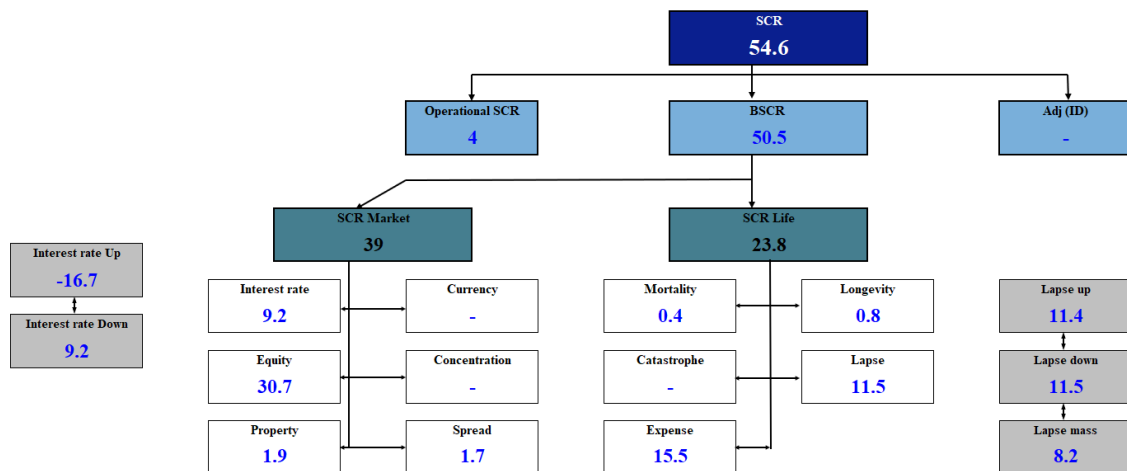 SCR
54.6
Operational SCR
4
BSCR
50.5
Adj (ID)
-
SCR Market
39
SCR Life
23.8
Interest rate Up
-16.7
Interest rate Down
9.2
Interest rate
9.2
Currency
-
Equity
30.7
Concentration
-
Property
1.9
Spread
1.7
Mortality
0.4
Longevity
0.8
Catastrophe
-
Lapse
11.5
Expense
15.5
Lapse up
11.4
Lapse down
11.5
Lapse mass
8.2